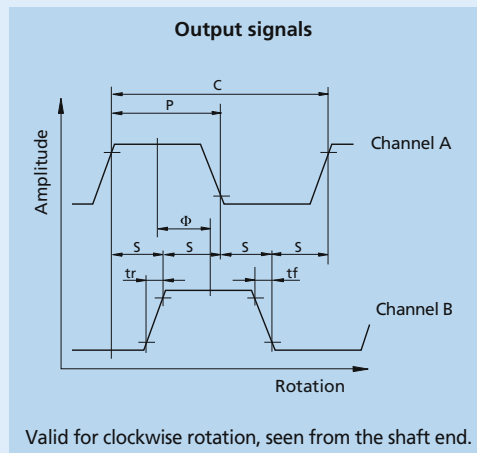 Output signals
C
P
Channel A
Amplitude
Φ
S S S S
tr tf
Channel B
Rotation
Valid for clockwise rotation, seen from the shaft end.